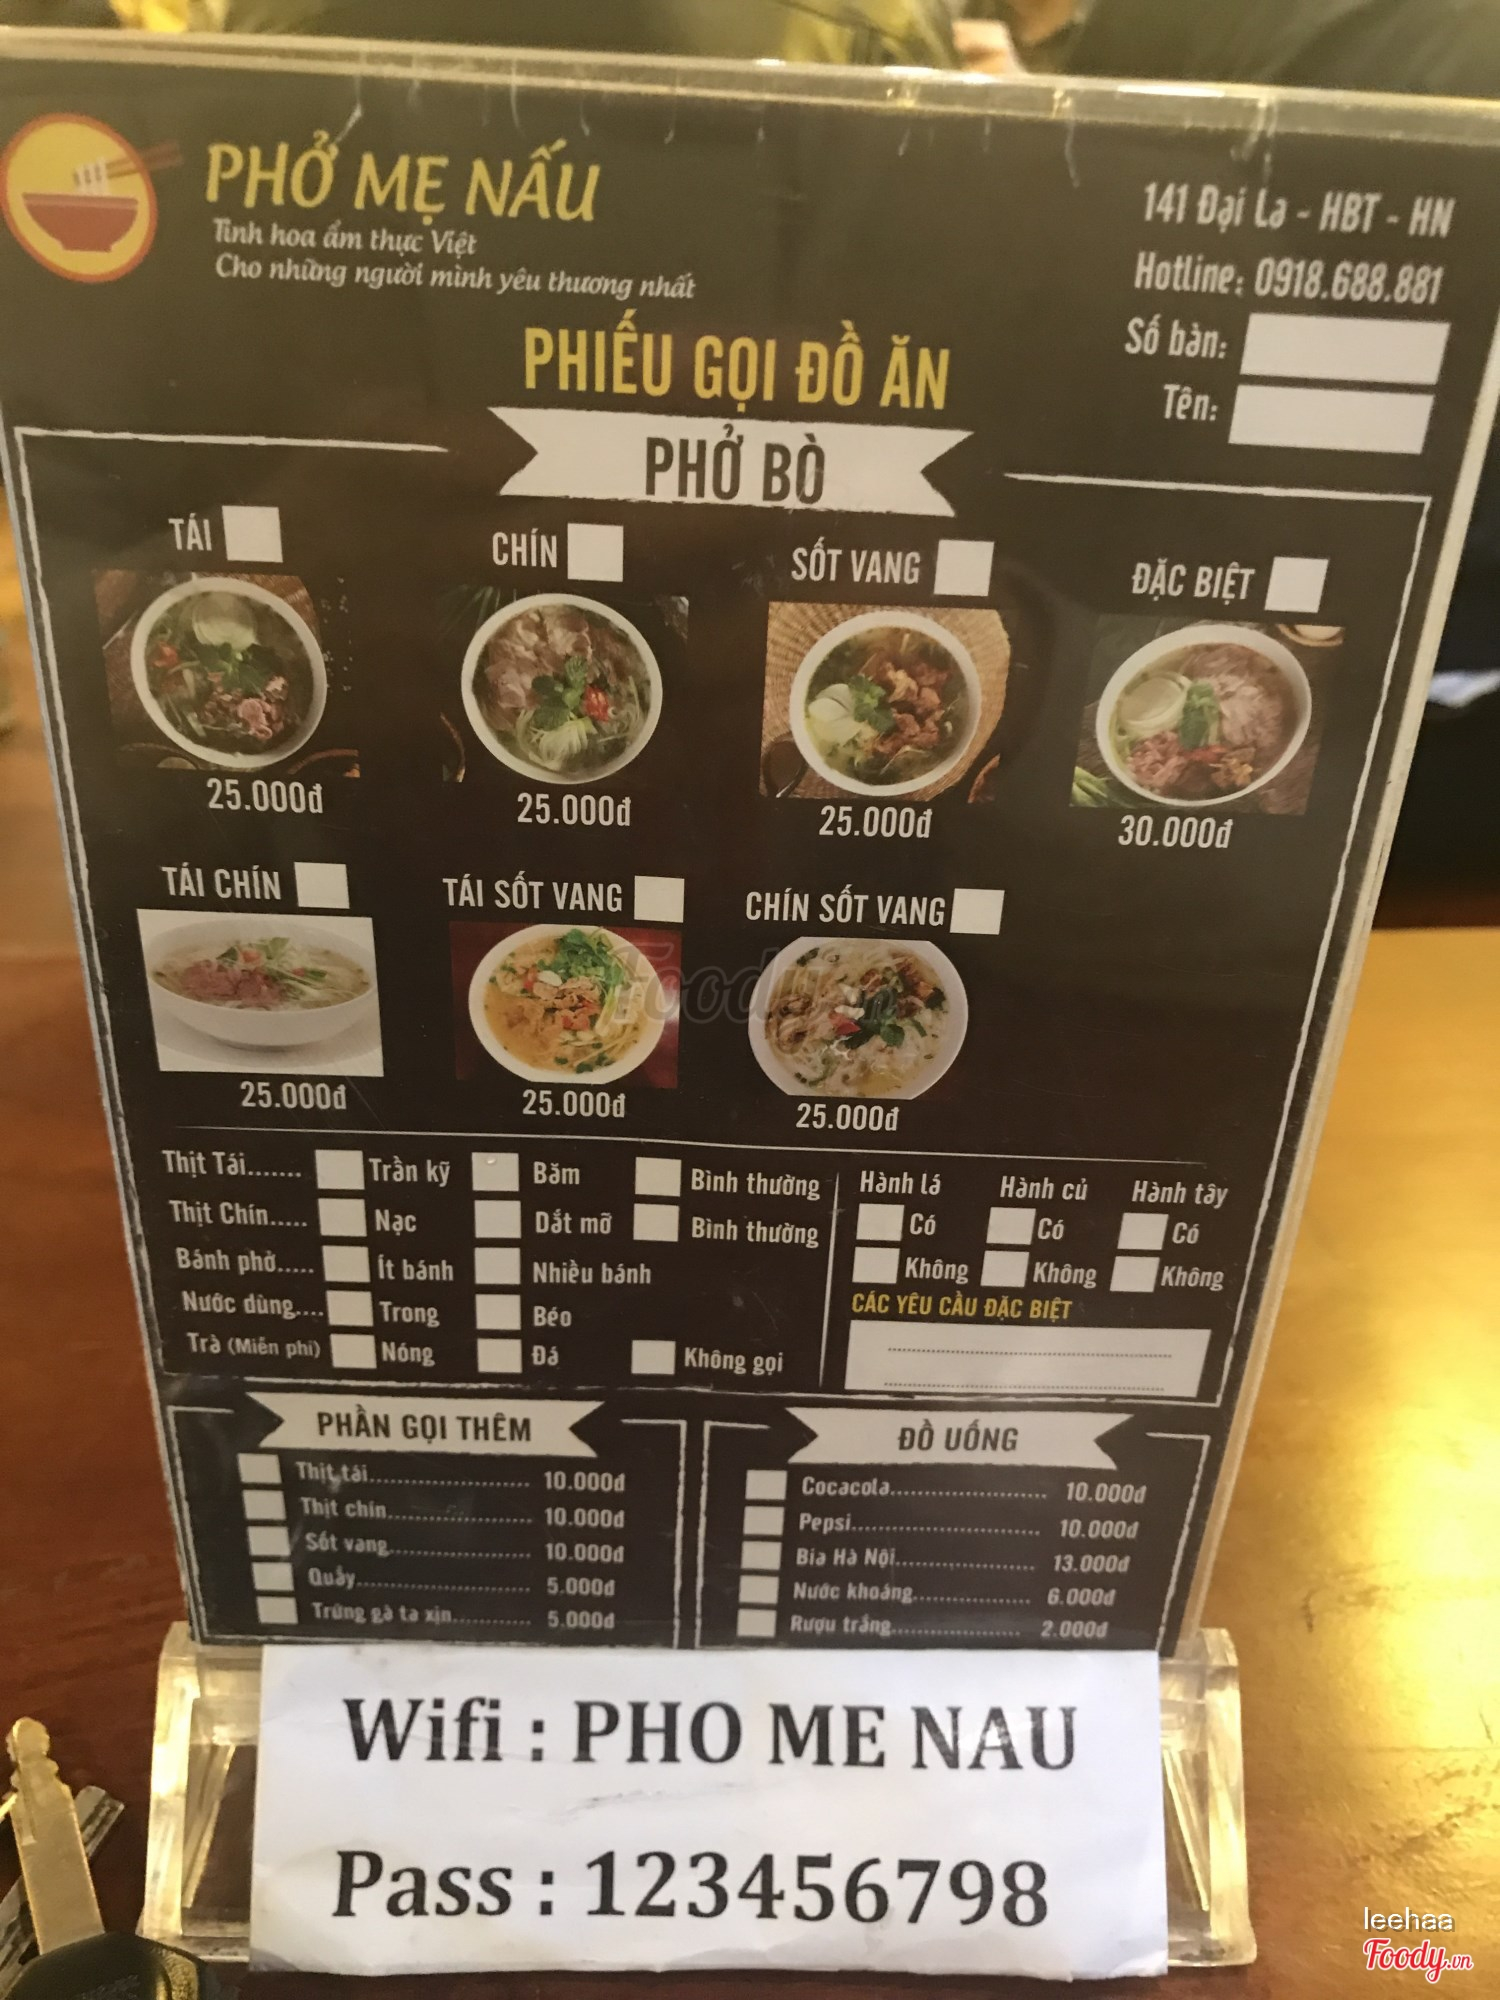 PHỞ MẸ NẤU
Tinh hoa ẩm thực Việt
Cho những người mình yêu thương nhất
141 Đại La - HBT - HN
Hotline: 0918.688.881
Số bàn:
Tên:
PHIẾU GỌI ĐỒ ĂN
PHỞ BÒ
TÁI CHÍN SỐT VANG ĐẶC BIỆT
25.000đ 25.000đ 25.000đ 30.000đ
TÁI CHÍN TÁI SỐT VANG CHÍN SỐT VANG
25.000đ 25.000đ 25.000đ
Thịt Tái....... Trần kỹ Băm Bình thường
Thịt Chín..... Nạc Dắt mỡ Bình thường
Bánh phở..... Ít bánh Nhiều bánh
Nước dùng.... Trong Béo
Trà (Miễn phí) Nóng Đá Không gọi
Hành lá Hành củ Hành tây
Có Có Có
Không Không Không
CÁC YÊU CẦU ĐẶC BIỆT
PHẦN GỌI THÊM
Thịt tái.............................. 10.000đ
Thịt chín........................... 10.000đ
Sốt vang........................... 10.000đ
Quẩy................................ 5.000đ
Trứng gà ta xịn............... 5.000đ
ĐỒ UỐNG
Cocacola............................ 10.000đ
Pepsi................................. 10.000đ
Bia Hà Nội........................ 13.000đ
Nước khoáng..................... 6.000đ
Rượu trắng........................ 2.000đ
Wifi : PHO ME NAU
Pass : 123456798
Foody.vn
leehaa
Foody.vn